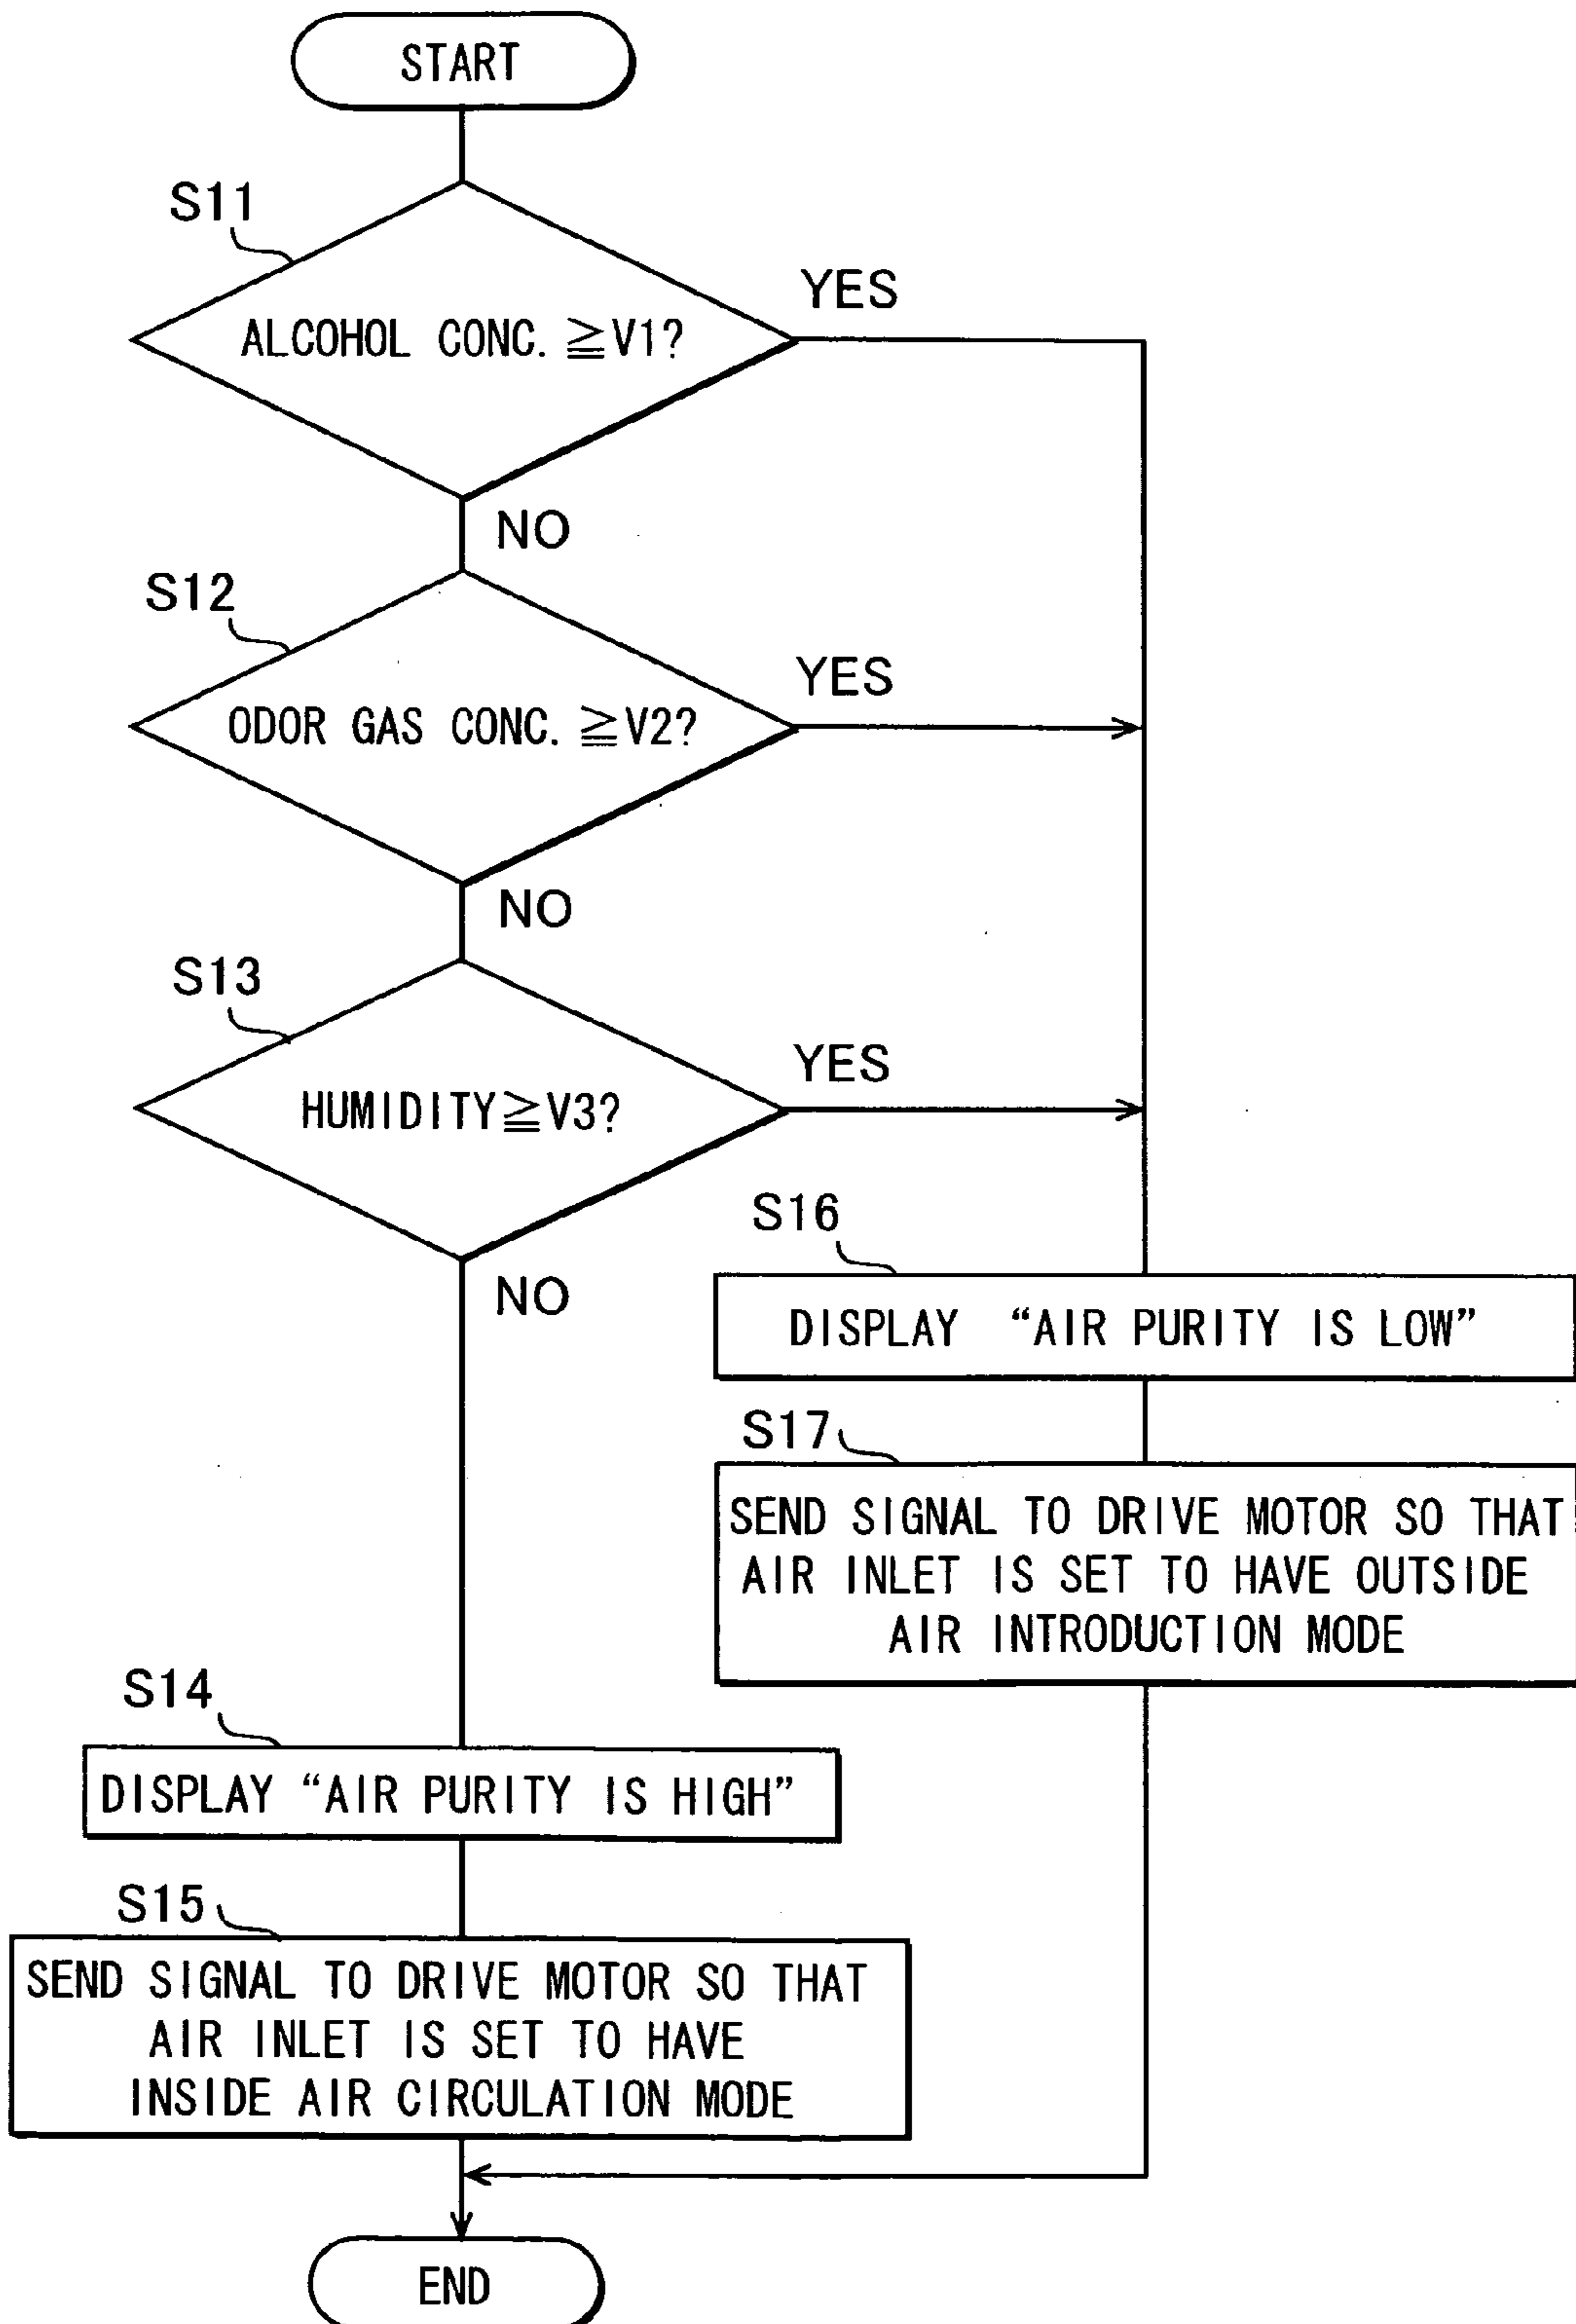 START
S11
YES
ALCOHOL CONC. ≧V1?
NO
S12
YES
ODOR GAS CONC. ≧V2?
NO
S13
YES
HUMIDITY≧V3?
NO
S16
DISPLAY “AIR PURITY IS LOW”
S17
SEND SIGNAL TO DRIVE MOTOR SO THAT
AIR INLET IS SET TO HAVE OUTSIDE
AIR INTRODUCTION MODE
S14
DISPLAY “AIR PURITY IS HIGH”
S15
SEND SIGNAL TO DRIVE MOTOR SO THAT
AIR INLET IS SET TO HAVE
INSIDE AIR CIRCULATION MODE
END